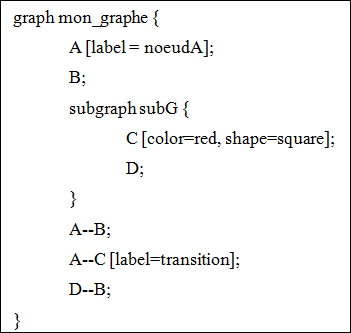 graph mon_graphe {
A [label = noeudA];
B;
subgraph subG {
C [color=red, shape=square];
D;
}
A--B;
A--C [label=transition];
D--B;
}